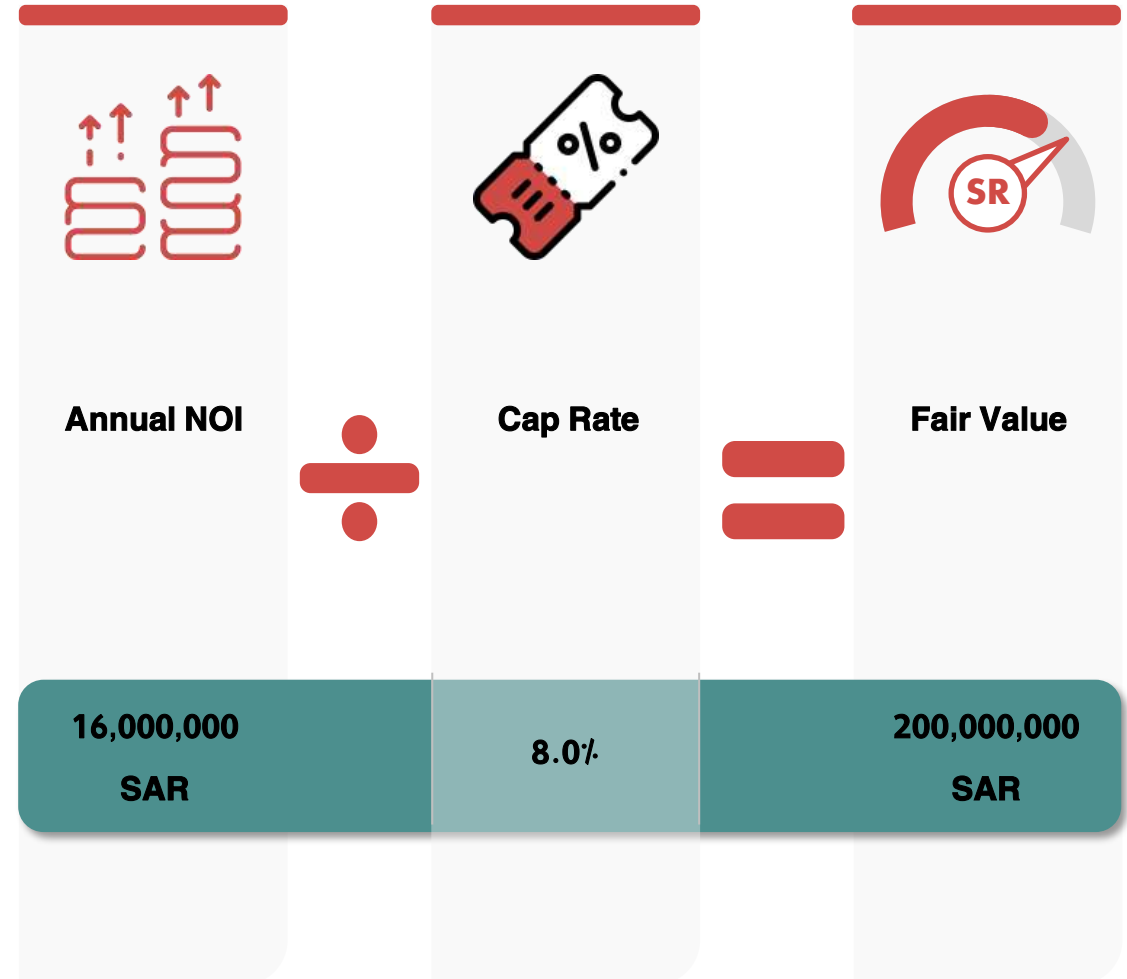 %
SR
Annual NOI
Cap Rate
Fair Value
16,000,000
SAR
8.0%
200,000,000
SAR